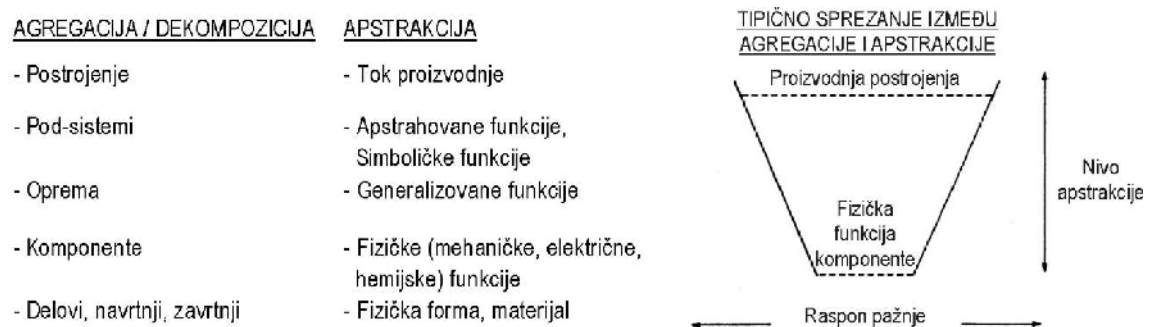 AGREGACIJA / DEKOMPOZICIJA
- Postrojenje
- Pod-sistemi
- Oprema
- Komponente
- Delovi, navrtnji, zavrtnji
APSTRAKCIJA
- Tok proizvodnje
- Apstrahovane funkcije,
Simboličke funkcije
- Generalizovane funkcije
- Fizičke (mehaničke, električne,
hemijske) funkcije
- Fizička forma, materijal
TIPIČNO SPREZANJE IZMEĐU
AGREGACIJE I APSTRAKCIJE
Proizvodnja postrojenja
Fizička
funkcija
komponente
Nivo
apstrakcije
Raspon pažnje